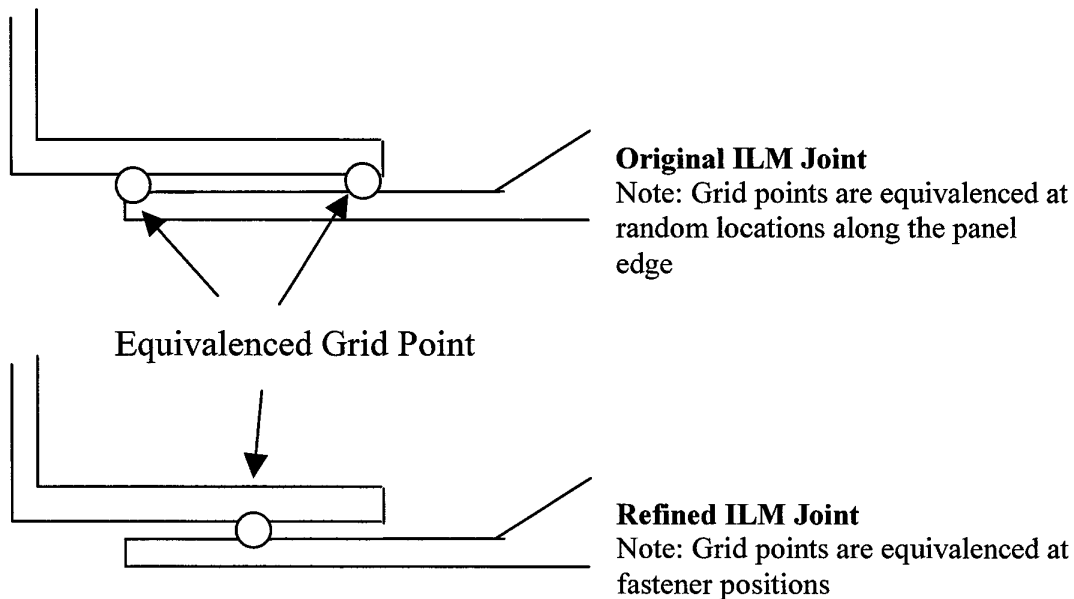 Original ILM Joint
Note: Grid points are equivalenced at
random locations along the panel
edge
Equivalenced Grid Point
Refined ILM Joint
Note: Grid points are equivalenced at
fastener positions